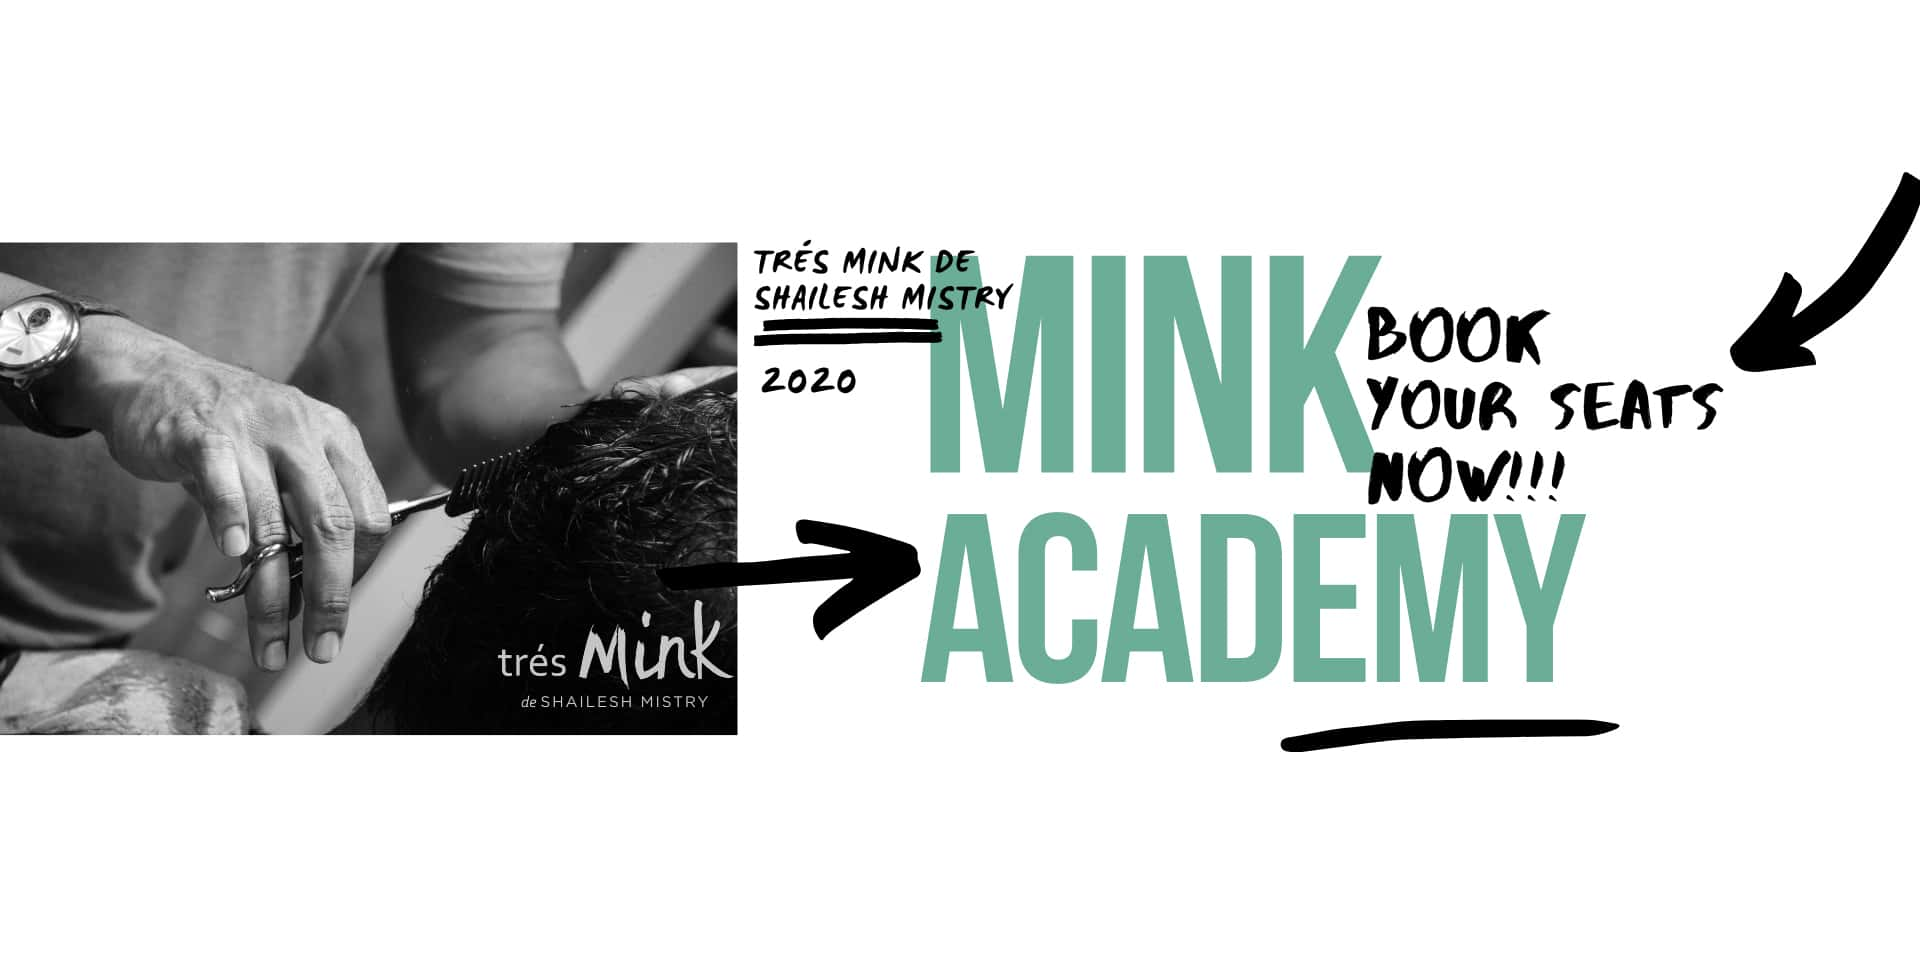 TRÉS MINK DE
SHAILESH MISTRY
2020
MINK
ACADEMY
BOOK
YOUR SEATS
NOW!!!
trés Mink
de SHAILESH MISTRY